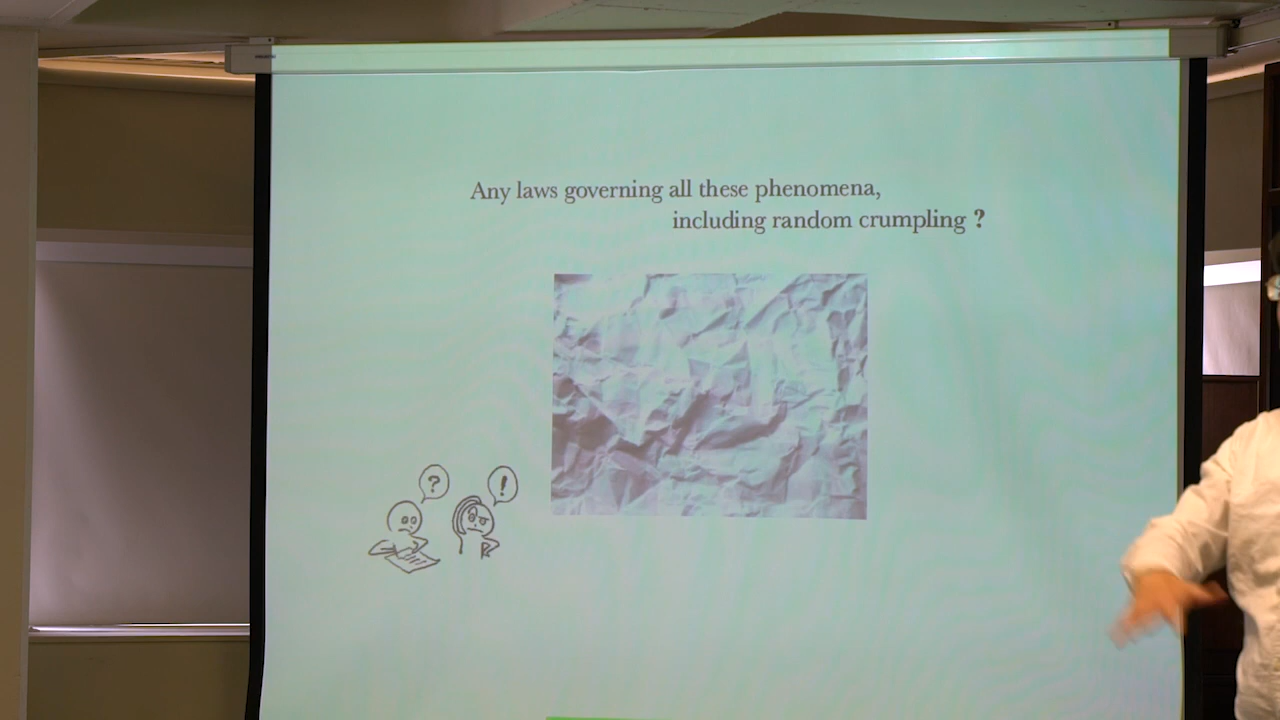 Any laws governing all these phenomena,
including random crumpling ?
?
!